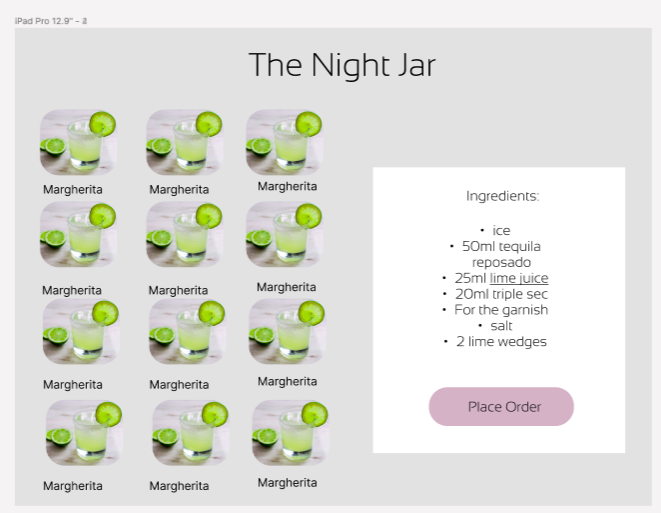 iPad Pro 12.9" -
The Night Jar
Margherita Margherita Margherita
Margherita Margherita Margherita
Margherita Margherita Margherita
Margherita Margherita Margherita
Ingredients:
• ice
• 50ml tequila
reposado
• 25ml lime juice
• 20ml triple sec
• For the garnish
• salt
• 2 lime wedges
Place Order